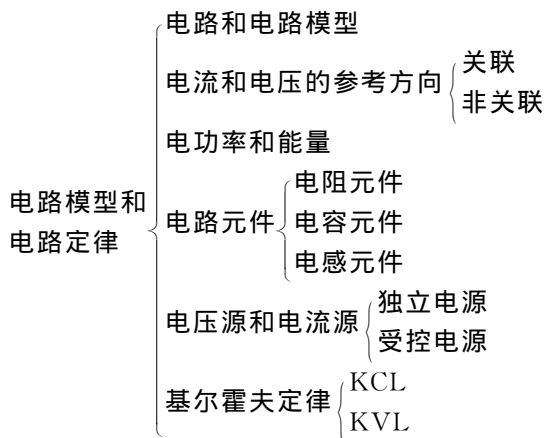 电路模型和
电路定律
电路和电路模型
电流和电压的参考方向
关联
非关联
电功率和能量
电路元件
电阻元件
电容元件
电感元件
电压源和电流源
独立电源
受控电源
基尔霍夫定律
KCL
KVL